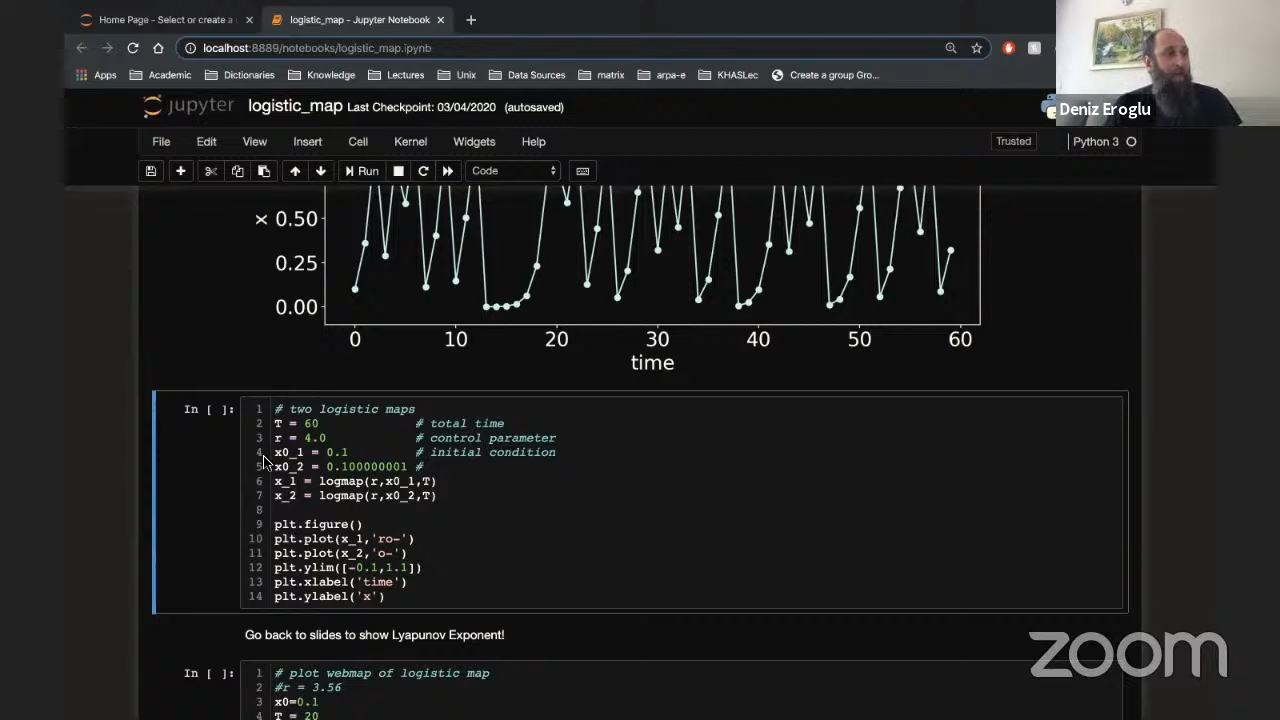 Home Page - Select or create a
logistic_map - Jupyter Notebook
localhost:8889/notebooks/logistic_map.ipynb
Apps Academic Dictionaries Knowledge Lectures Unix Data Sources matrix arpa-e KHASLec Create a group Gro...
jupyter logistic_map Last Checkpoint: 03/04/2020 (autosaved)
Deniz Eroglu
File Edit View Insert Cell Kernel Widgets Help Trusted Python 3
Run Code
x 0.50
0.25
0.00
0 10 20 30 40 50 60
time
In [ ]:
1 # two logistic maps
2 T = 60 # total time
3 r = 4.0 # control parameter
4 x0_1 = 0.1 # initial condition
5 x0_2 = 0.100000001 #
6 x_1 = logmap(r,x0_1,T)
7 x_2 = logmap(r,x0_2,T)
8
9 plt.figure()
10 plt.plot(x_1,'ro-')
11 plt.plot(x_2,'o-')
12 plt.ylim([-0.1,1.1])
13 plt.xlabel('time')
14 plt.ylabel('x')
Go back to slides to show Lyapunov Exponent!
In [ ]:
1 # plot webmap of logistic map
2 #r = 3.56
3 x0=0.1
4 T = 20
zoom